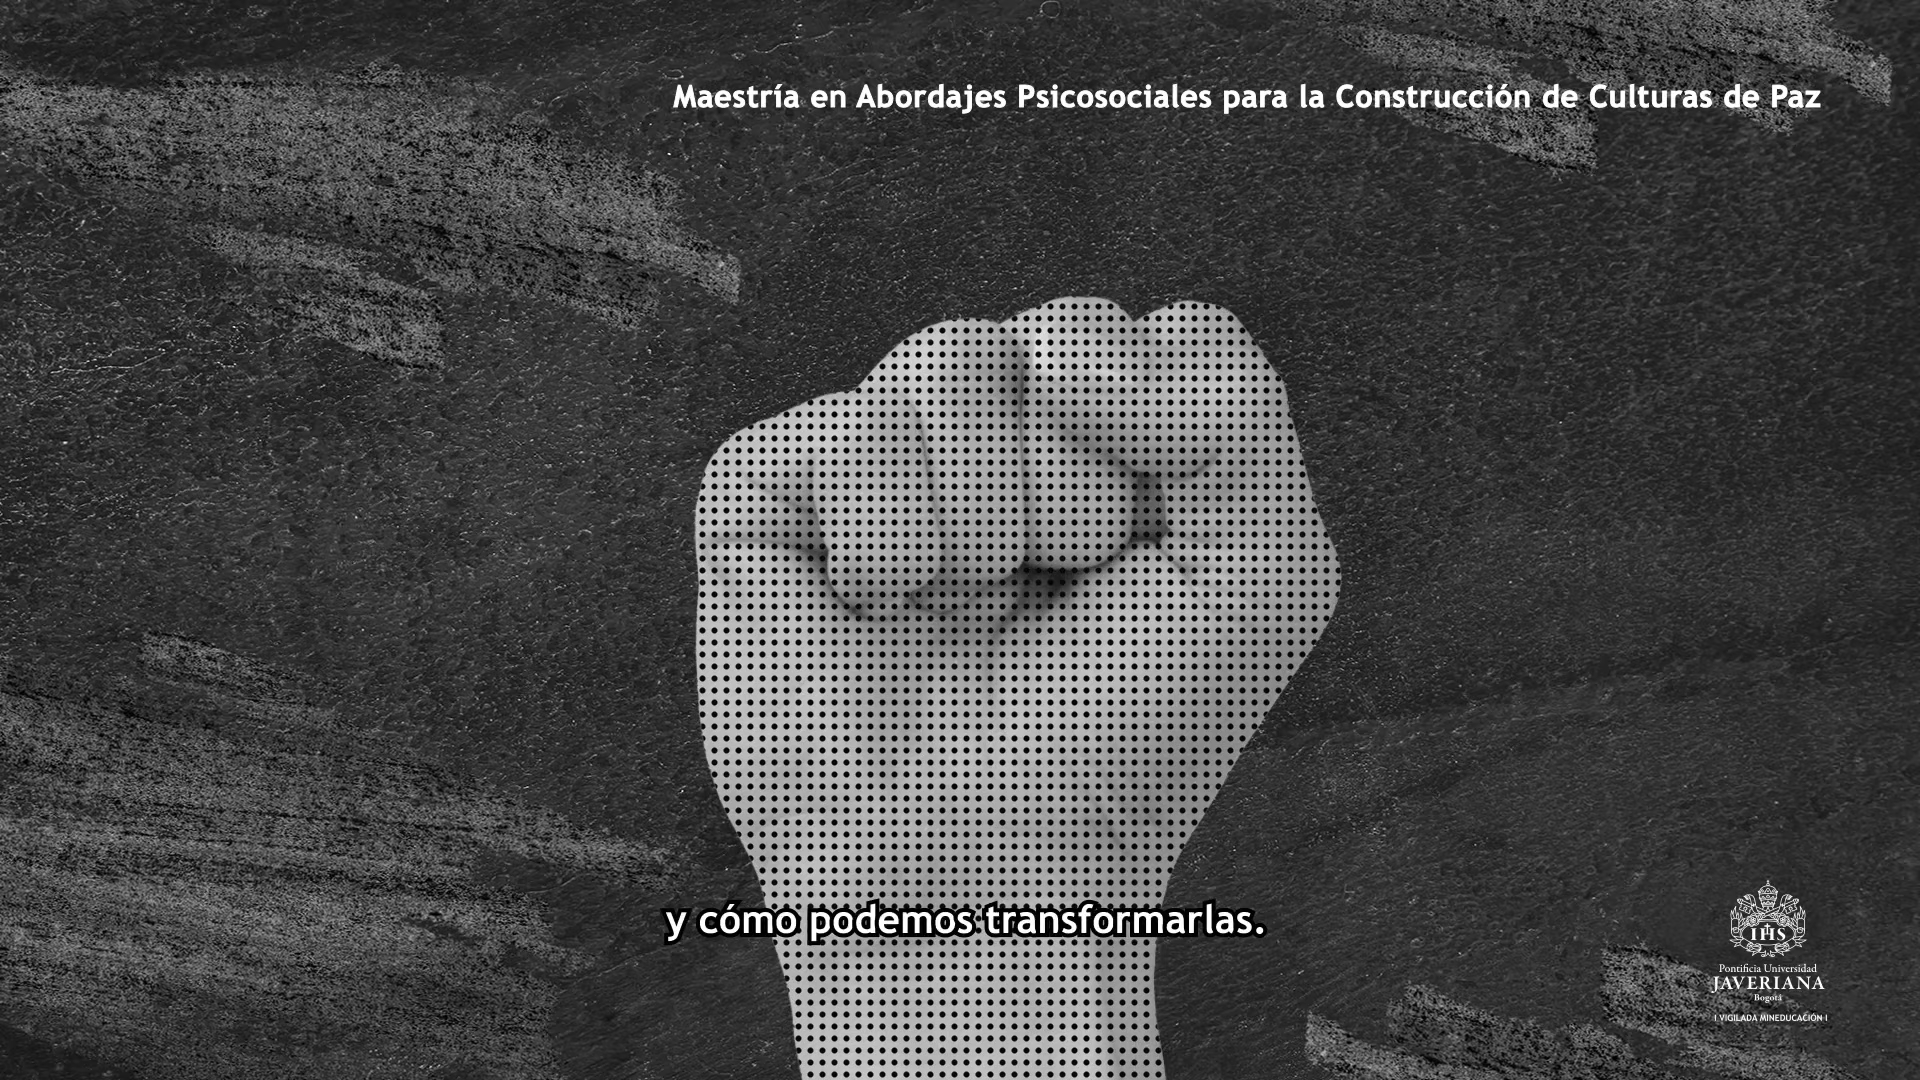 Maestría en Abordajes Psicosociales para la Construcción de Culturas de Paz
y cómo podemos transformarlas.
IHS
Pontificia Universidad
JAVERIANA
Bogotá
I VIGILADA MINEDUCACIÓN I